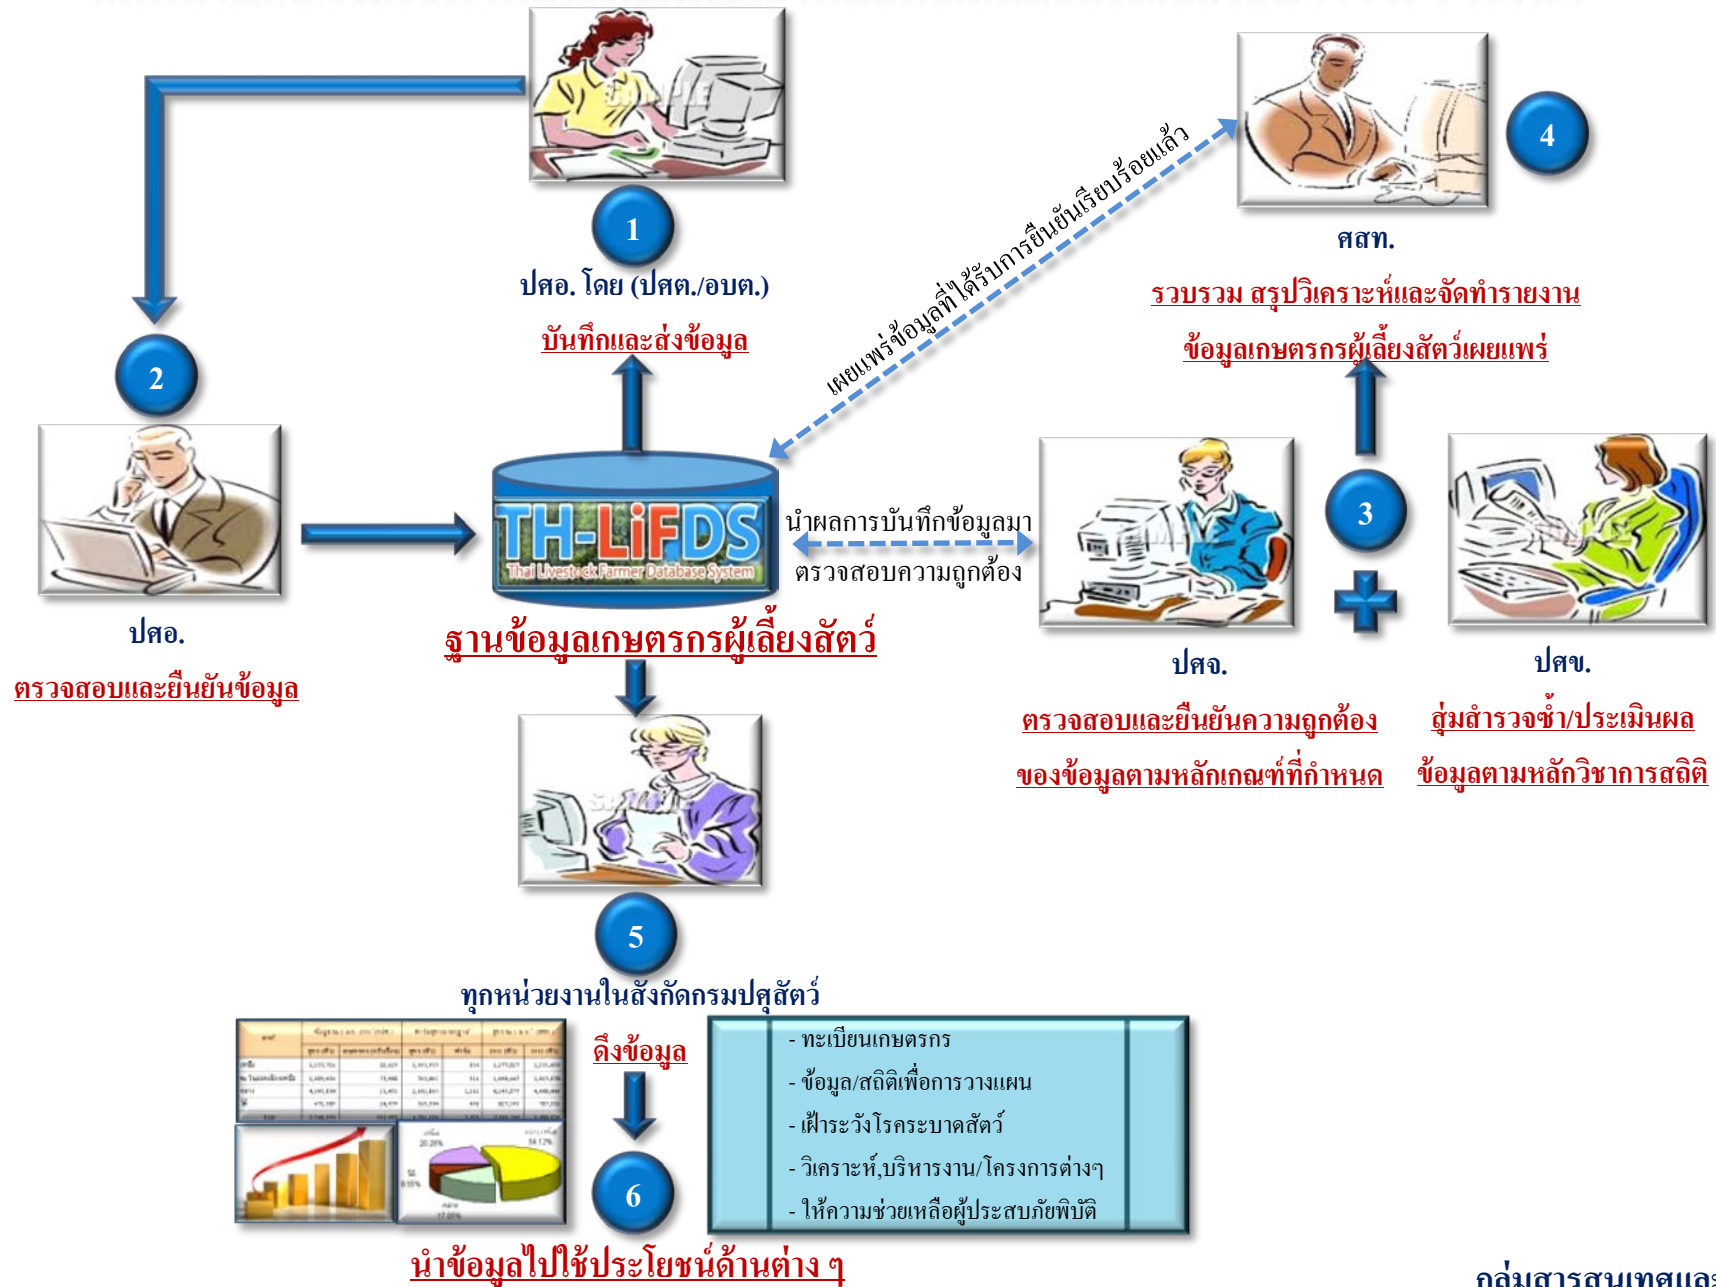 1
ปศอ. โดย (ปศต./อบต.)
บันทึกและส่งข้อมูล
2
ปศอ.
ตรวจสอบและยืนยันข้อมูล
TH-LiFDS
Thai Livestock Farmer Database System
ฐานข้อมูลเกษตรกรผู้เลี้ยงสัตว์
เผยแพร่ข้อมูลที่ได้รับการยืนยันเรียบร้อยแล้ว
นำผลการบันทึกข้อมูลมา
ตรวจสอบความถูกต้อง
4
ศสท.
รวบรวม สรุปวิเคราะห์และจัดทำรายงาน
ข้อมูลเกษตรกรผู้เลี้ยงสัตว์เผยแพร่
3
ปศจ.
ตรวจสอบและยืนยันความถูกต้อง
ของข้อมูลตามหลักเกณฑ์ที่กำหนด
ปศข.
สุ่มสำรวจซ้ำ/ประเมินผล
ข้อมูลตามหลักวิชาการสถิติ
5
ทุกหน่วยงานในสังกัดกรมปศุสัตว์
ดึงข้อมูล
- ทะเบียนเกษตรกร
- ข้อมูล/สถิติเพื่อการวางแผน
- เฝ้าระวังโรคระบาดสัตว์
- วิเคราะห์,บริหารงาน/โครงการต่างๆ
- ให้ความช่วยเหลือผู้ประสบภัยพิบัติ
6
นำข้อมูลไปใช้ประโยชน์ด้านต่าง ๆ
กลุ่มสารสนเทศและ